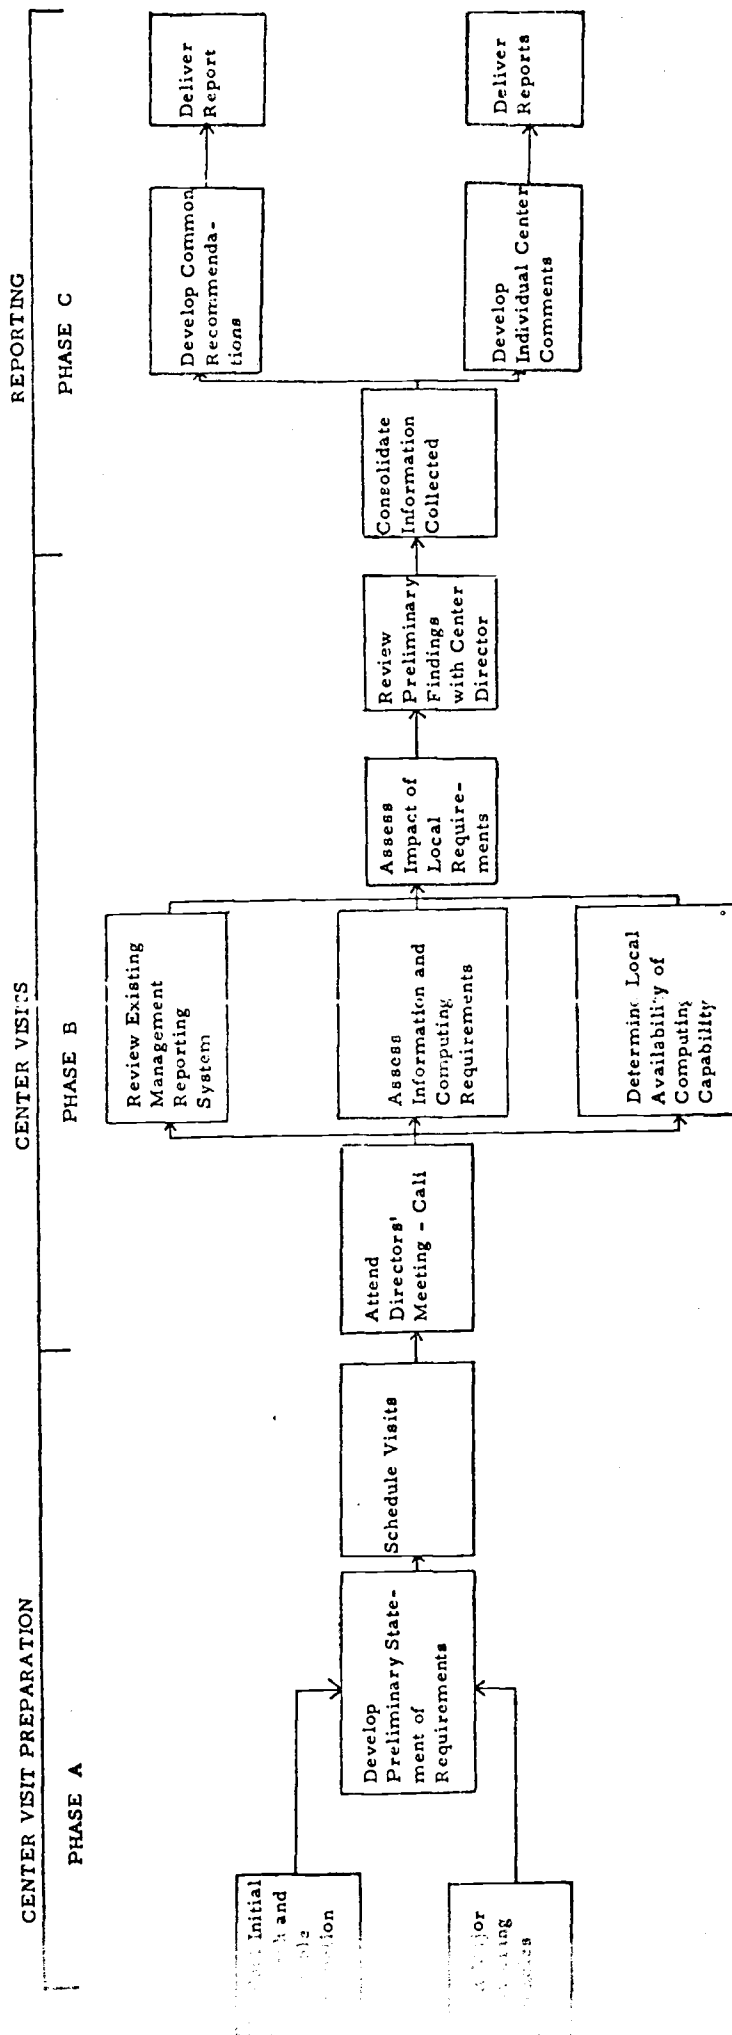 CENTER VISIT PREPARATION
PHASE A
Initial
and
ment of
Develop
Preliminary State-
ment of
Requirements
Schedule Visits
CENTER VISITS
PHASE B
Attend
Directors'
Meeting - Cali
Review Existing
Management
Reporting
System
Assess
Information and
Computing
Requirements
Determine Local
Availability of
Computing
Capability
Assess
Impact of
Local
Require-
ments
Review
Preliminary
Findings
with Center
Director
REPORTING
PHASE C
Consolidate
Information
Collected
Develop Common
Recommenda-
tions
Deliver
Report
Develop
Individual Center
Comments
Deliver
Reports